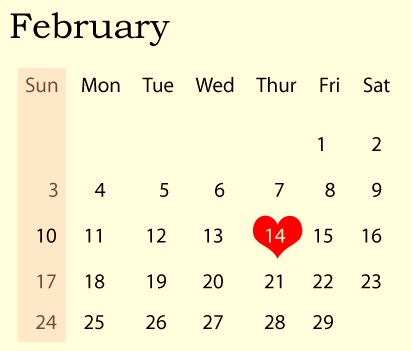 February
Sun Mon Tue Wed Thur Fri Sat
1 2
3 4 5 6 7 8 9
10 11 12 13 14 15 16
17 18 19 20 21 22 23
24 25 26 27 28 29